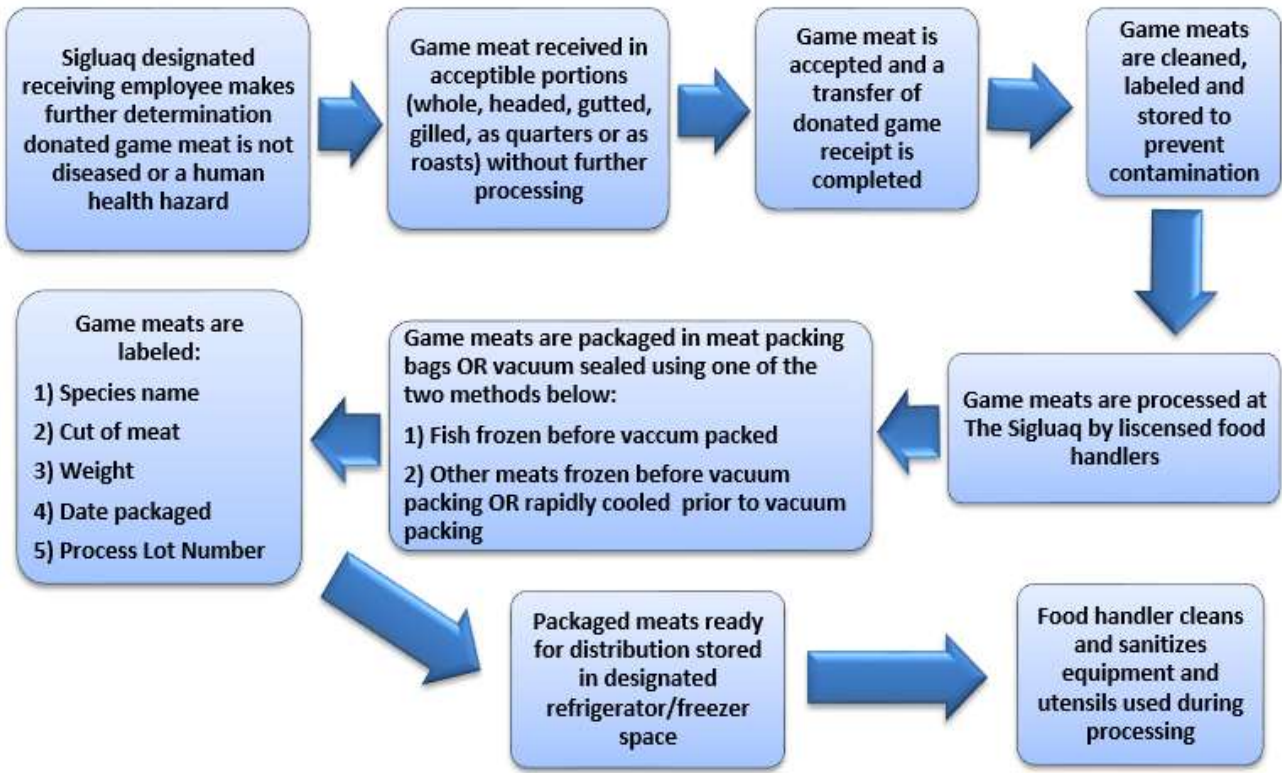 Sigluaq designated
receiving employee makes
further determination
donated game meat is not
diseased or a human
health hazard
Game meat received in
acceptible portions
(whole, headed, gutted,
gilled, as quarters or as
roasts) without further
processing
Game meat is
accepted and a
transfer of
donated game
receipt is
completed
Game meats
are cleaned,
labeled and
stored to
prevent
contamination
Game meats are processed at
The Sigluaq by liscensed food
handlers
Game meats are packaged in meat packing
bags OR vacuum sealed using one of the
two methods below:
1) Fish frozen before vaccum packed
2) Other meats frozen before vacuum
packing OR rapidly cooled prior to vacuum
packing
Game meats are
labeled:
1) Species name
2) Cut of meat
3) Weight
4) Date packaged
5) Process Lot Number
Packaged meats ready
for distribution stored
in designated
refrigerator/freezer
space
Food handler cleans
and sanitizes
equipment and
utensils used during
processing